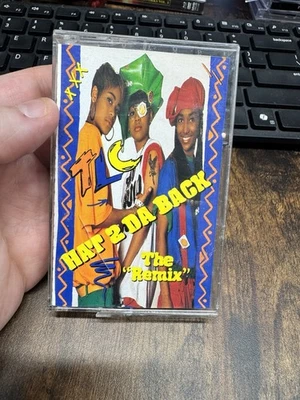 TLC
HAT 2 DA BACK
The
"Remix"